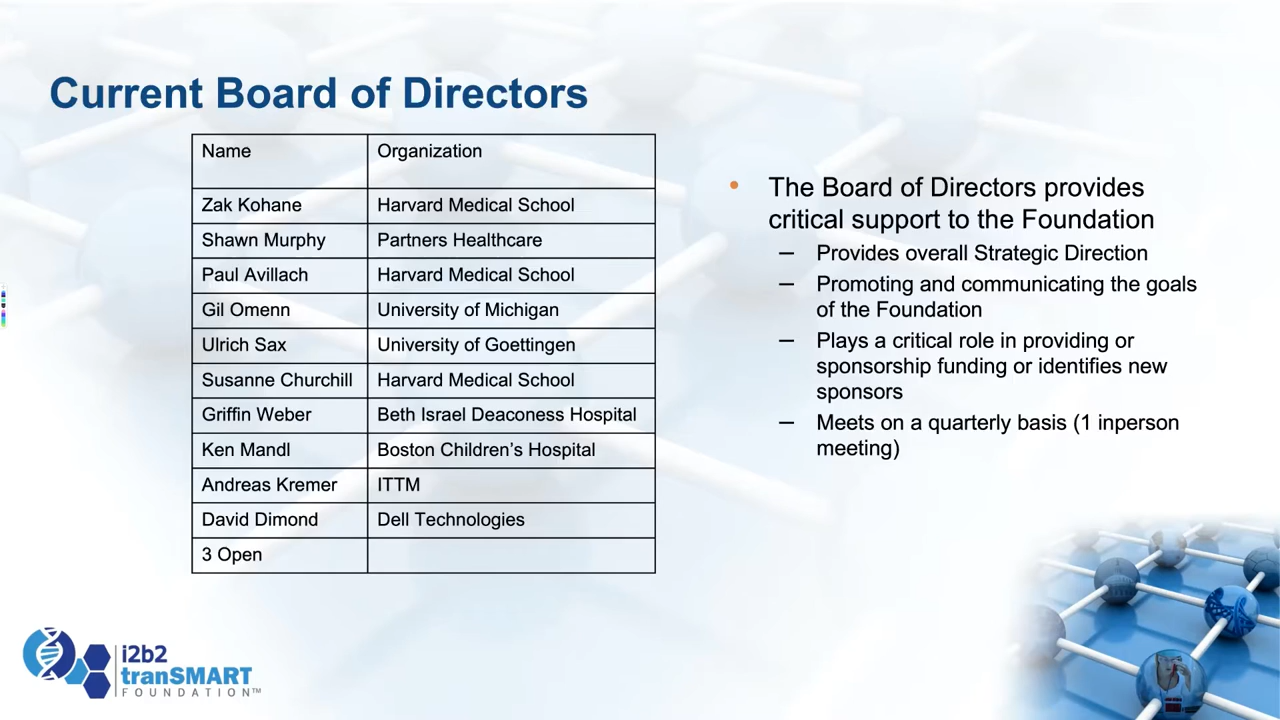 Current Board of Directors
Name Organization
Zak Kohane Harvard Medical School
Shawn Murphy Partners Healthcare
Paul Avillach Harvard Medical School
Gil Omenn University of Michigan
Ulrich Sax University of Goettingen
Susanne Churchill Harvard Medical School
Griffin Weber Beth Israel Deaconess Hospital
Ken Mandl Boston Children’s Hospital
Andreas Kremer ITTM
David Dimond Dell Technologies
3 Open
• The Board of Directors provides
critical support to the Foundation
– Provides overall Strategic Direction
– Promoting and communicating the goals
of the Foundation
– Plays a critical role in providing or
sponsorship funding or identifies new
sponsors
– Meets on a quarterly basis (1 inperson
meeting)
i2b2
tranSMART
FOUNDATION™